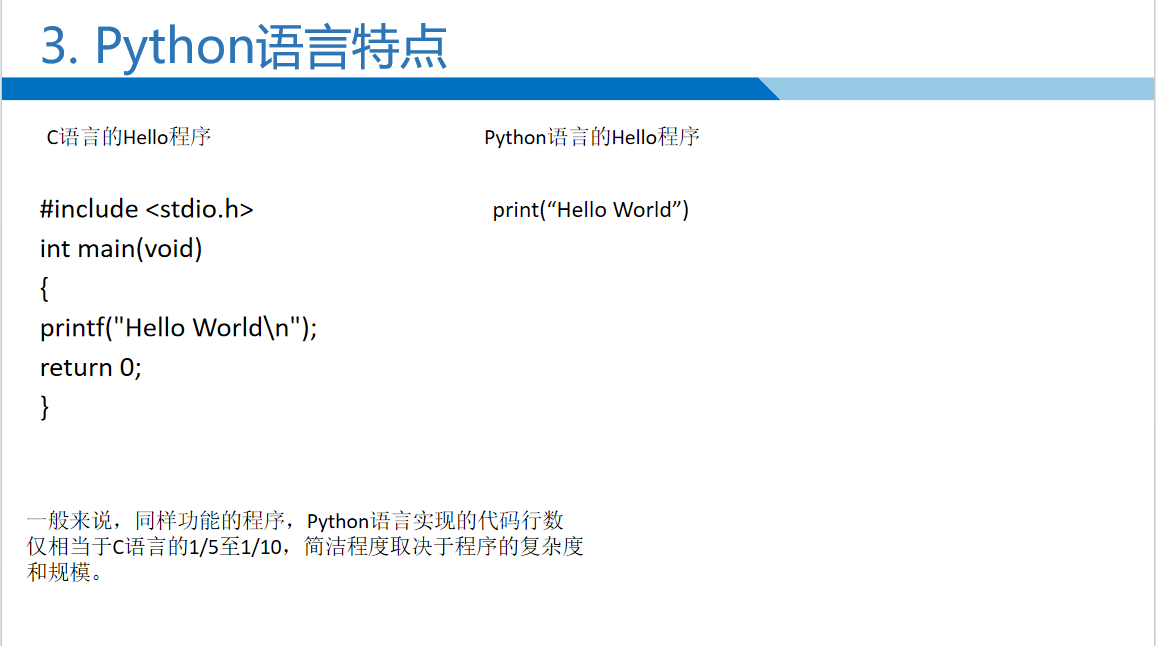 3. Python语言特点
C语言的Hello程序
Python语言的Hello程序
#include <stdio.h>
int main(void)
{
printf("Hello World\n");
return 0;
}
print(“Hello World”)
一般来说，同样功能的程序，Python语言实现的代码行数
仅相当于C语言的1/5至1/10，简洁程度取决于程序的复杂度
和规模。